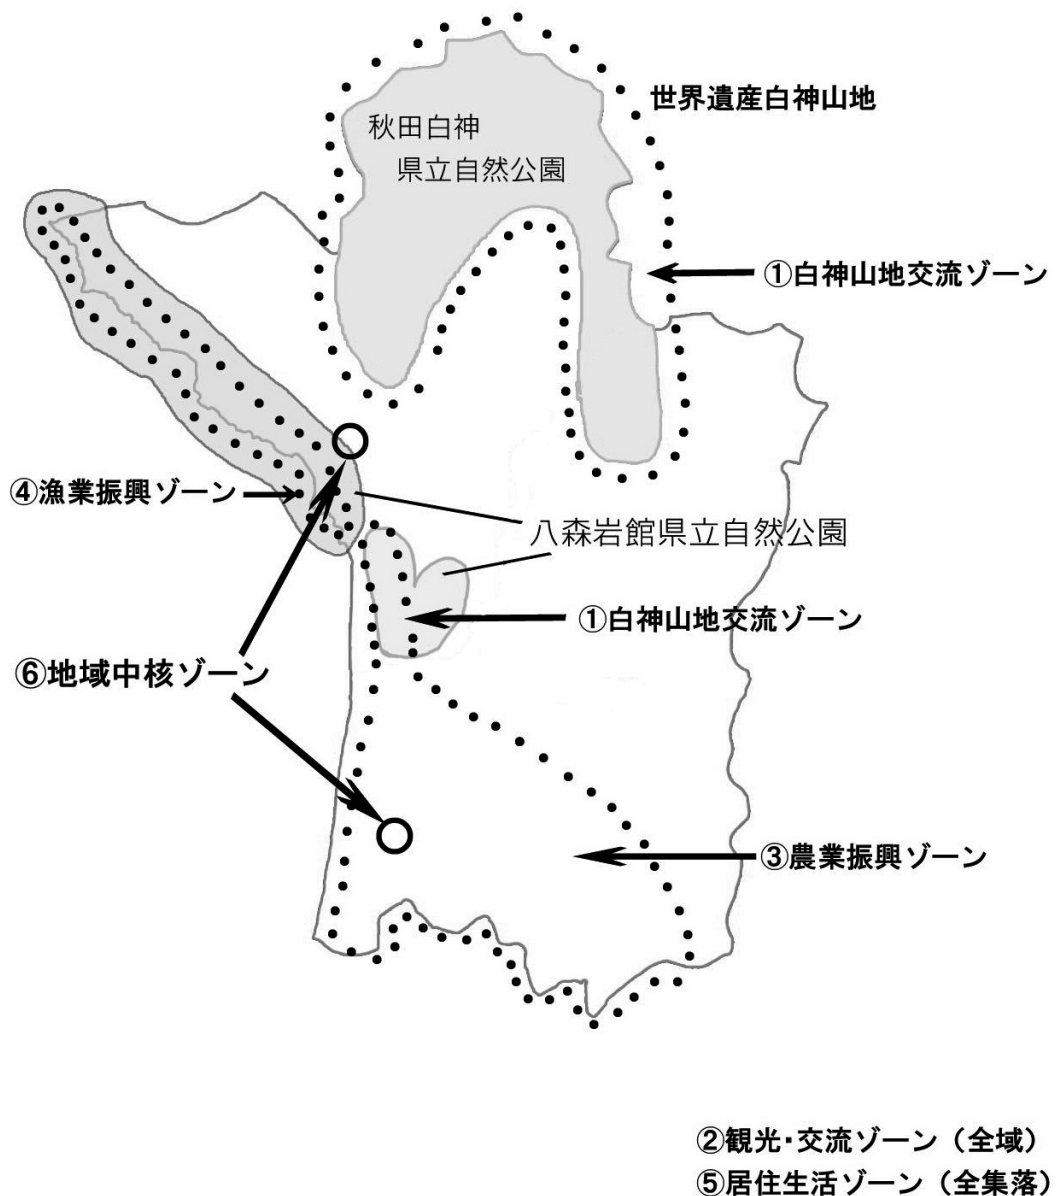 世界遺産白神山地
秋田白神
県立自然公園
①白神山地交流ゾーン
④漁業振興ゾーン
八森岩館県立自然公園
①白神山地交流ゾーン
⑥地域中核ゾーン
③農業振興ゾーン
②観光・交流ゾーン（全域）
⑤居住生活ゾーン（全集落）